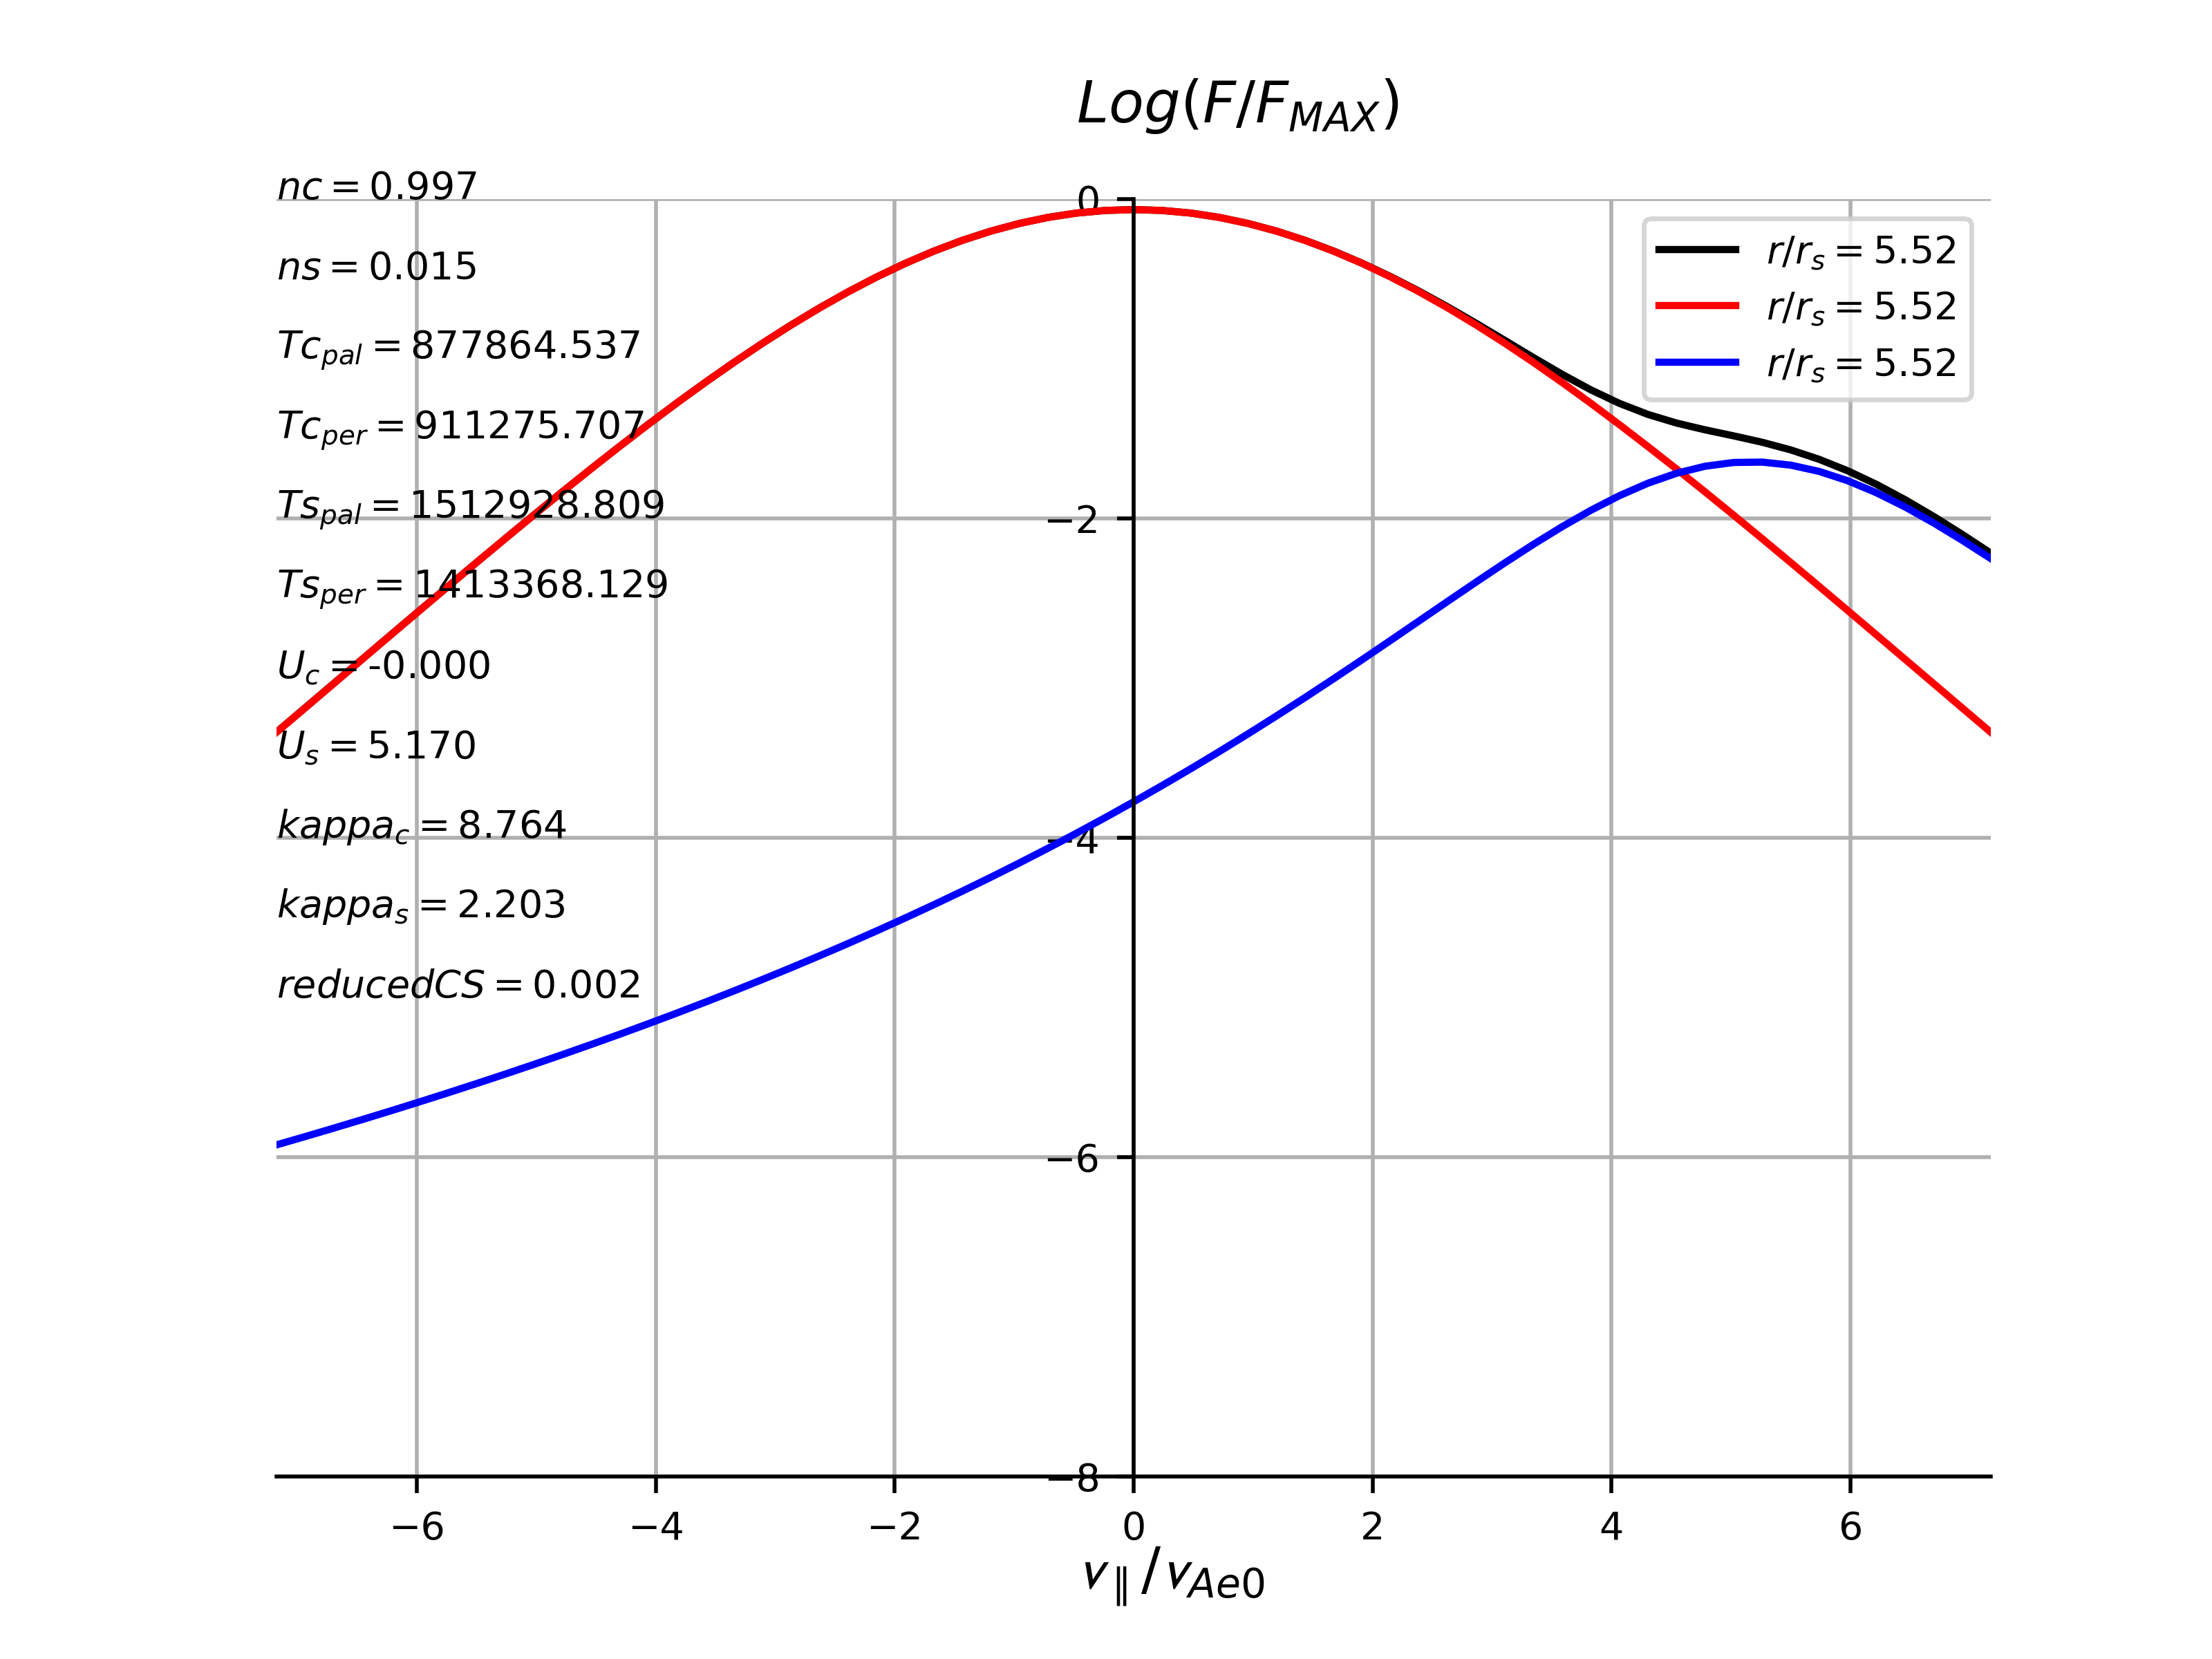 Log(F/F_MAX)
nc = 0.997
ns = 0.015
Tc_pal = 877864.537
Tc_per = 911275.707
Ts_pal = 1512928.809
Ts_per = 1413368.129
U_c = -0.000
U_s = 5.170
kappa_c = 8.764
kappa_s = 2.203
reducedCS = 0.002
0
−2
−4
−6
−8
r/r_s = 5.52
r/r_s = 5.52
r/r_s = 5.52
−6 −4 −2 0 2 4 6
v_∥/v_Ae0